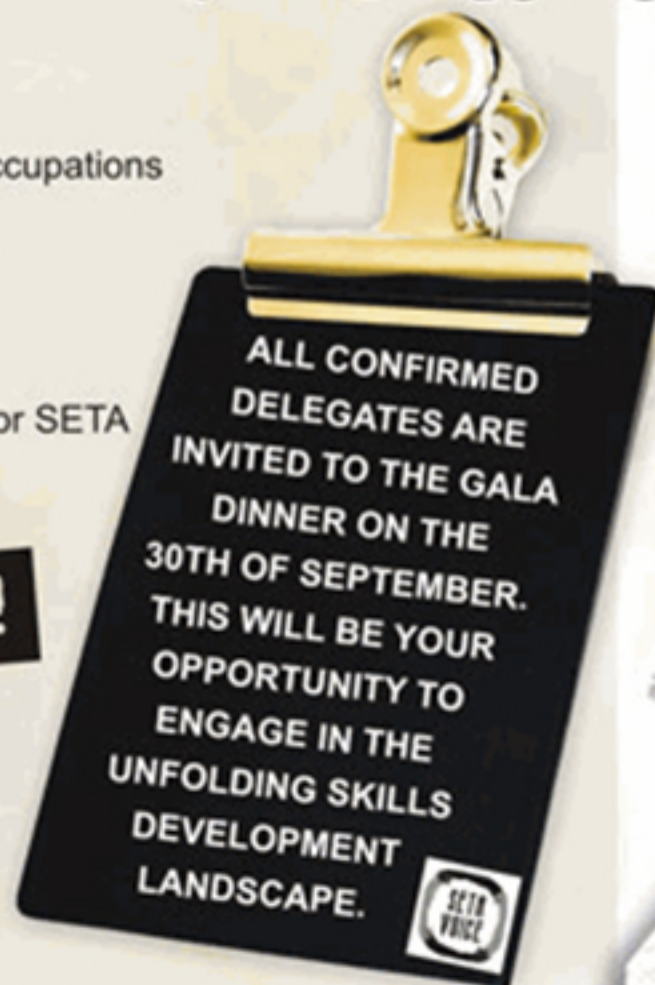 ccupations
or SETA
ALL CONFIRMED
DELEGATES ARE
INVITED TO THE GALA
DINNER ON THE
30TH OF SEPTEMBER.
THIS WILL BE YOUR
OPPORTUNITY TO
ENGAGE IN THE
UNFOLDING SKILLS
DEVELOPMENT
LANDSCAPE.
SETA
VOICE